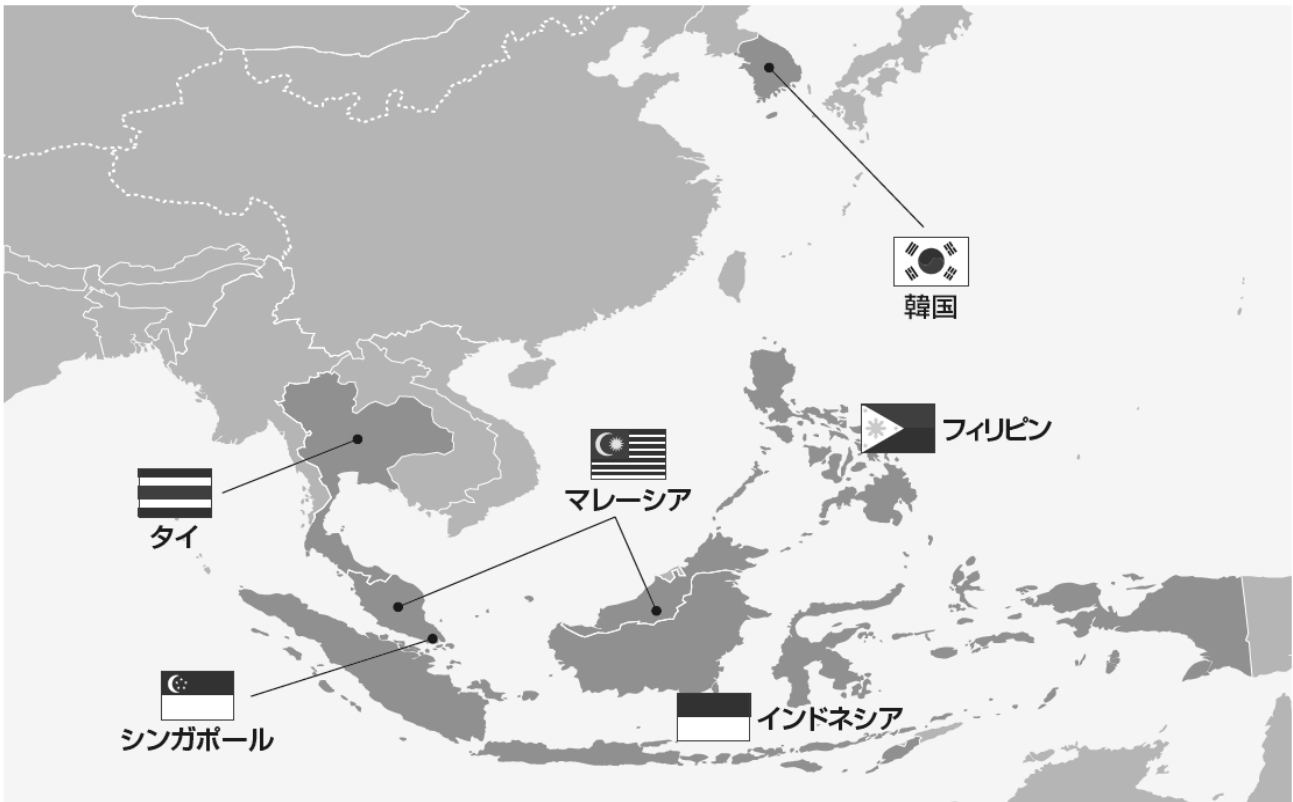 韓国
フィリピン
マレーシア
タイ
シンガポール
インドネシア